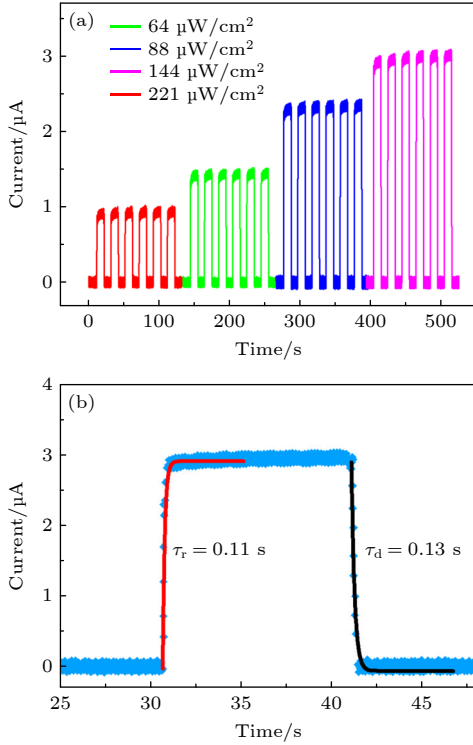 (a)
64 µW/cm²
88 µW/cm²
144 µW/cm²
221 µW/cm²
Current/µA
3
2
1
0
0 100 200 300 400 500
Time/s
(b)
Current/µA
4
3
2
1
0
τr = 0.11 s
τd = 0.13 s
25 30 35 40 45
Time/s